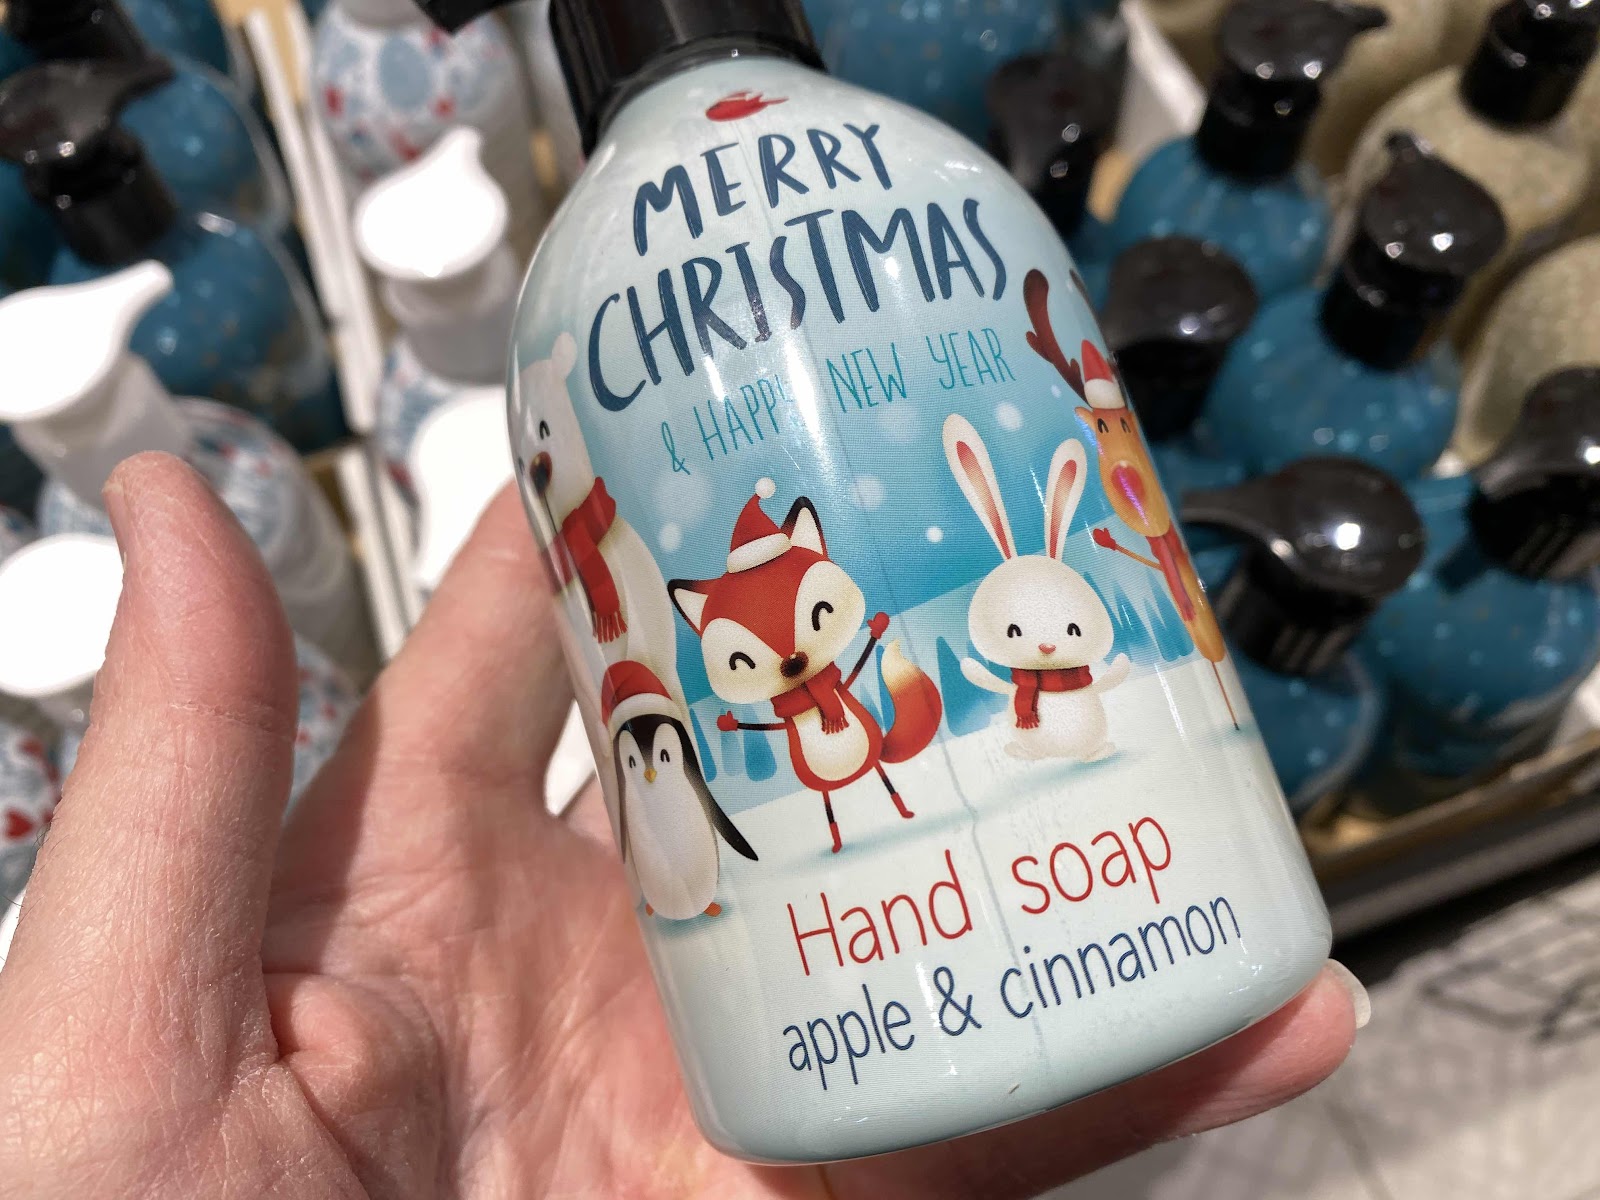 MERRY
CHRISTMAS
& HAPPY NEW YEAR
Hand soap
apple & cinnamon